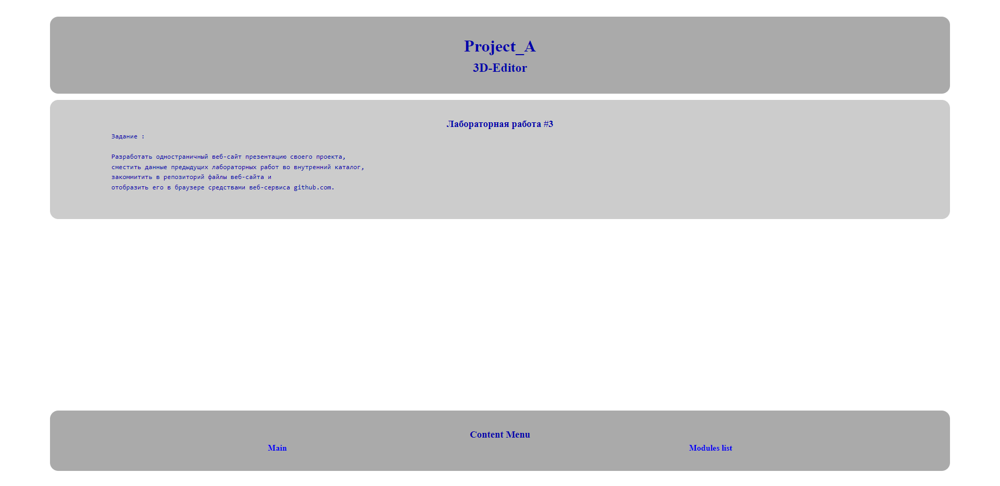 Project_A
3D-Editor
Лабораторная работа #3
Задание :
Разработать одностраничный веб-сайт презентацию своего проекта,
сместить данные предыдущих лабораторных работ во внутренний каталог,
закоммитить в репозиторий файлы веб-сайта и
отобразить его в браузере средствами веб-сервиса github.com.
Content Menu
Main
Modules list